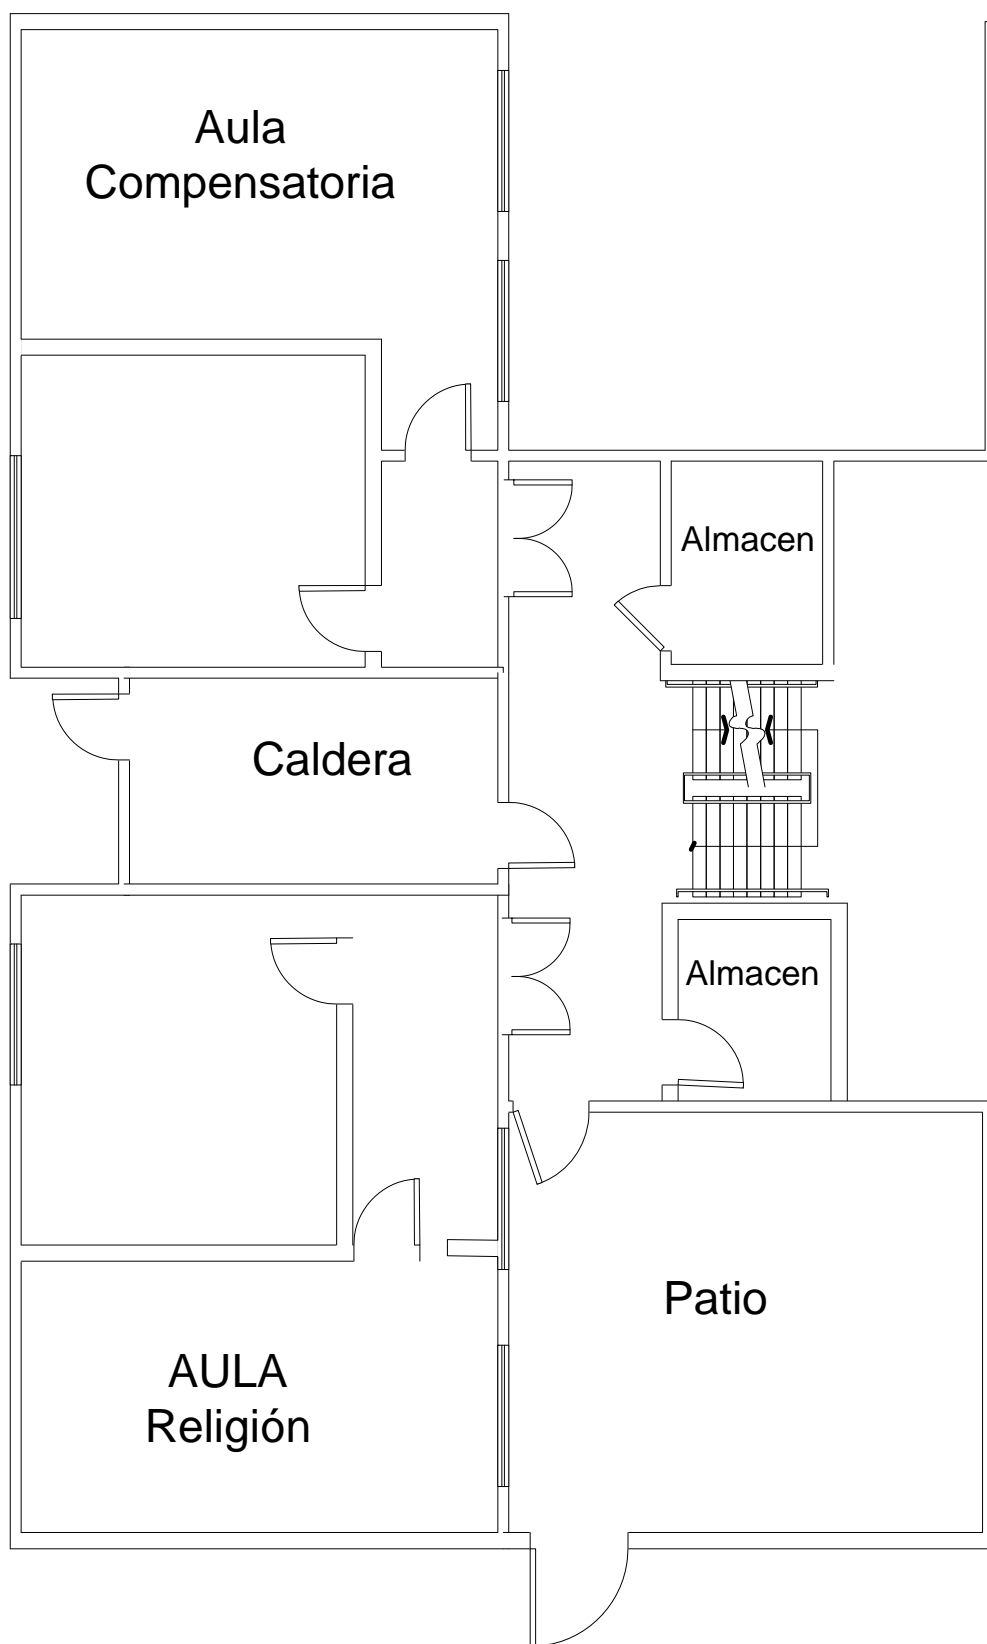 Aula
Compensatoria
Almacen
Caldera
Almacen
Patio
AULA
Religión